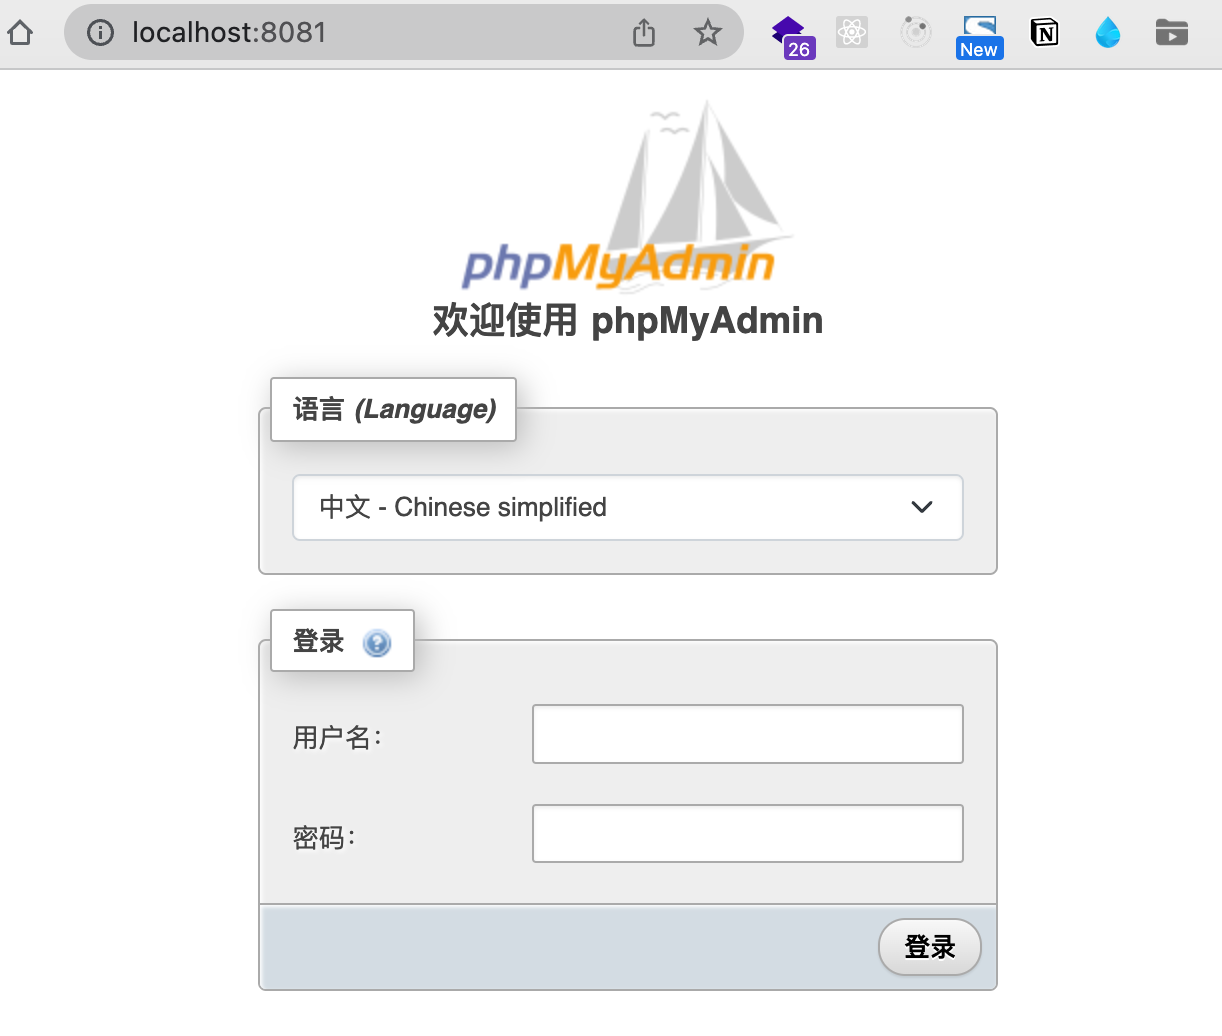 localhost:8081
26
New
N
phpMyAdmin
欢迎使用 phpMyAdmin
语言 (Language)
中文 - Chinese simplified
登录 ?
用户名：
密码：
登录